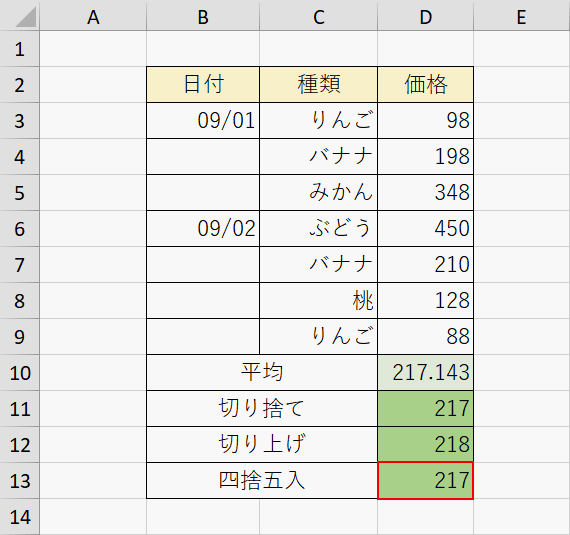 A B C D E
1
2 日付 種類 価格
3 09/01 りんご 98
4 バナナ 198
5 みかん 348
6 09/02 ぶどう 450
7 バナナ 210
8 桃 128
9 りんご 88
10 平均 217.143
11 切り捨て 217
12 切り上げ 218
13 四捨五入 217
14